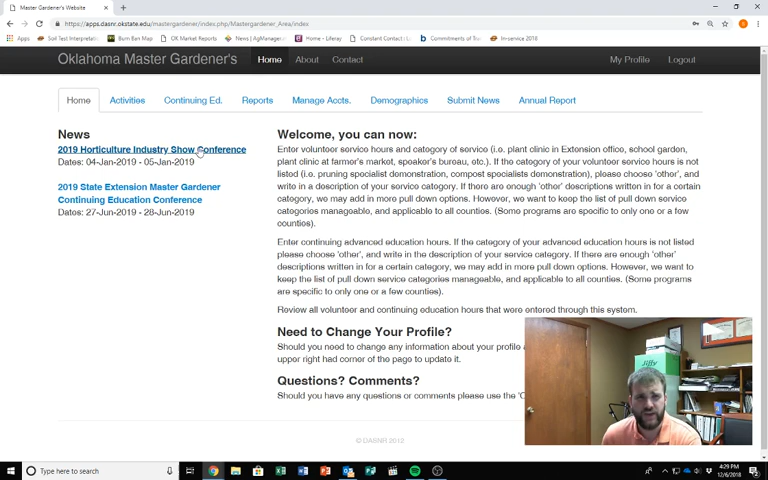 Master Gardener's Website
https://apps.dasnr.okstate.edu/mastergardener/index.php/Mastergardener_Area/index
Apps Soil Test Interpretati Burn Ban Map OK Market Reports News | AgManager.i Home - Liferay Constant Contact : L Commitments of Tra In-service 2018
Oklahoma Master Gardener's Home About Contact My Profile Logout
Home Activities Continuing Ed. Reports Manage Accts. Demographics Submit News Annual Report
News
2019 Horticulture Industry Show Conference
Dates: 04-Jan-2019 - 05-Jan-2019
2019 State Extension Master Gardener
Continuing Education Conference
Dates: 27-Jun-2019 - 28-Jun-2019
Welcome, you can now:
Enter volunteer service hours and category of service (i.e. plant clinic in Extension office, school garden,
plant clinic at farmer's market, speaker's bureau, etc.). If the category of your volunteer service hours is not
listed (i.e. pruning specialist demonstration, compost specialists demonstration), please choose 'other', and
write in a description of your service category. If there are enough 'other' descriptions written in for a certain
category, we may add in more pull down options. However, we want to keep the list of pull down service
categories manageable, and applicable to all counties. (Some programs are specific to only one or a few
counties).
Enter continuing advanced education hours. If the category of your advanced education hours is not listed
please choose 'other', and write in the description of your service category. If there are enough 'other'
descriptions written in for a certain category, we may add in more pull down options. However, we want to
keep the list of pull down service categories manageable, and applicable to all counties. (Some programs
are specific to only one or a few counties).
Review all volunteer and continuing education hours that were entered through this system.
Need to Change Your Profile?
Should you need to change any information about your profile
upper right had corner of the page to update it.
Questions? Comments?
Should you have any questions or comments please use the 'C
© DASNR 2012
Jiffy
Type here to search
4:29 PM
12/6/2018